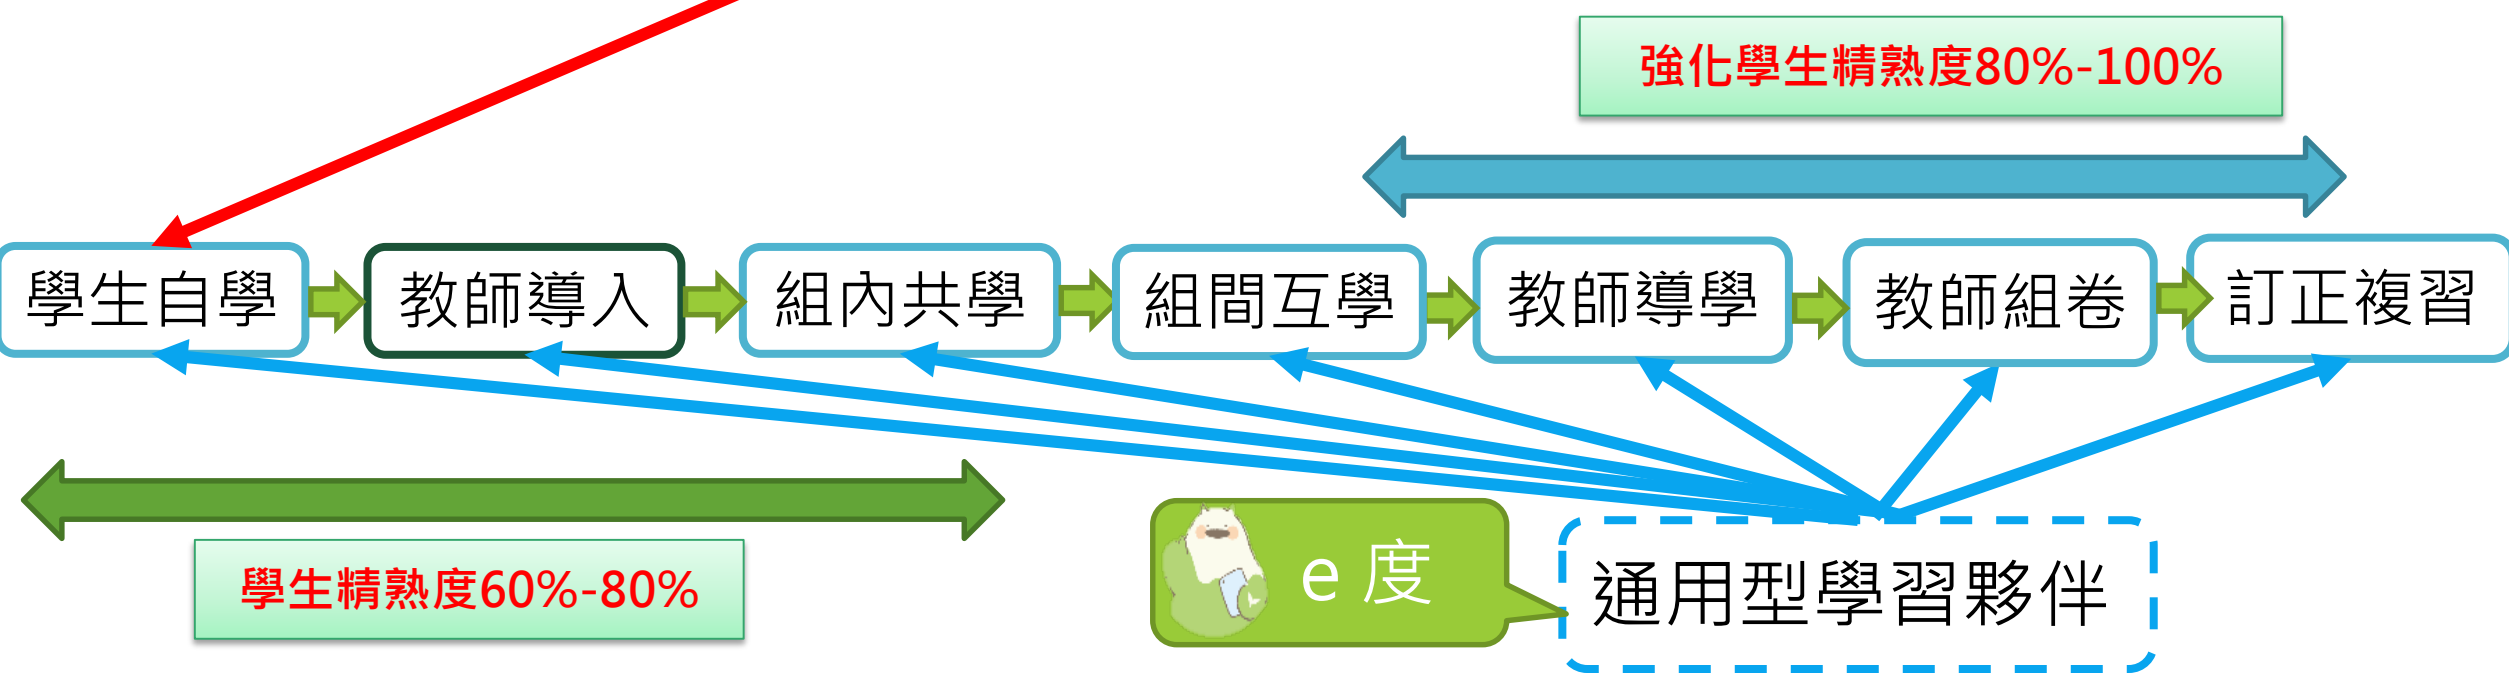 強化學生精熟度80%-100%
學生自學
教師導入
組內共學
組間互學
教師導學
教師組卷
訂正複習
學生精熟度60%-80%
e度
通用型學習夥伴